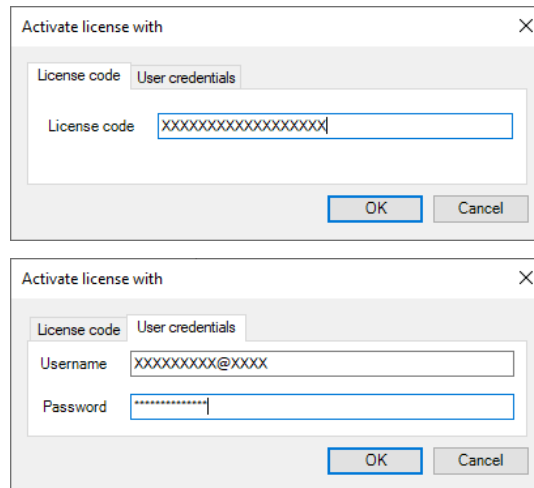 Activate license with
License code User credentials
License code XXXXXXXXXXXXXXXXXX
OK Cancel
Activate license with
License code User credentials
Username XXXXXXXXX@XXXX
Password **************
OK Cancel